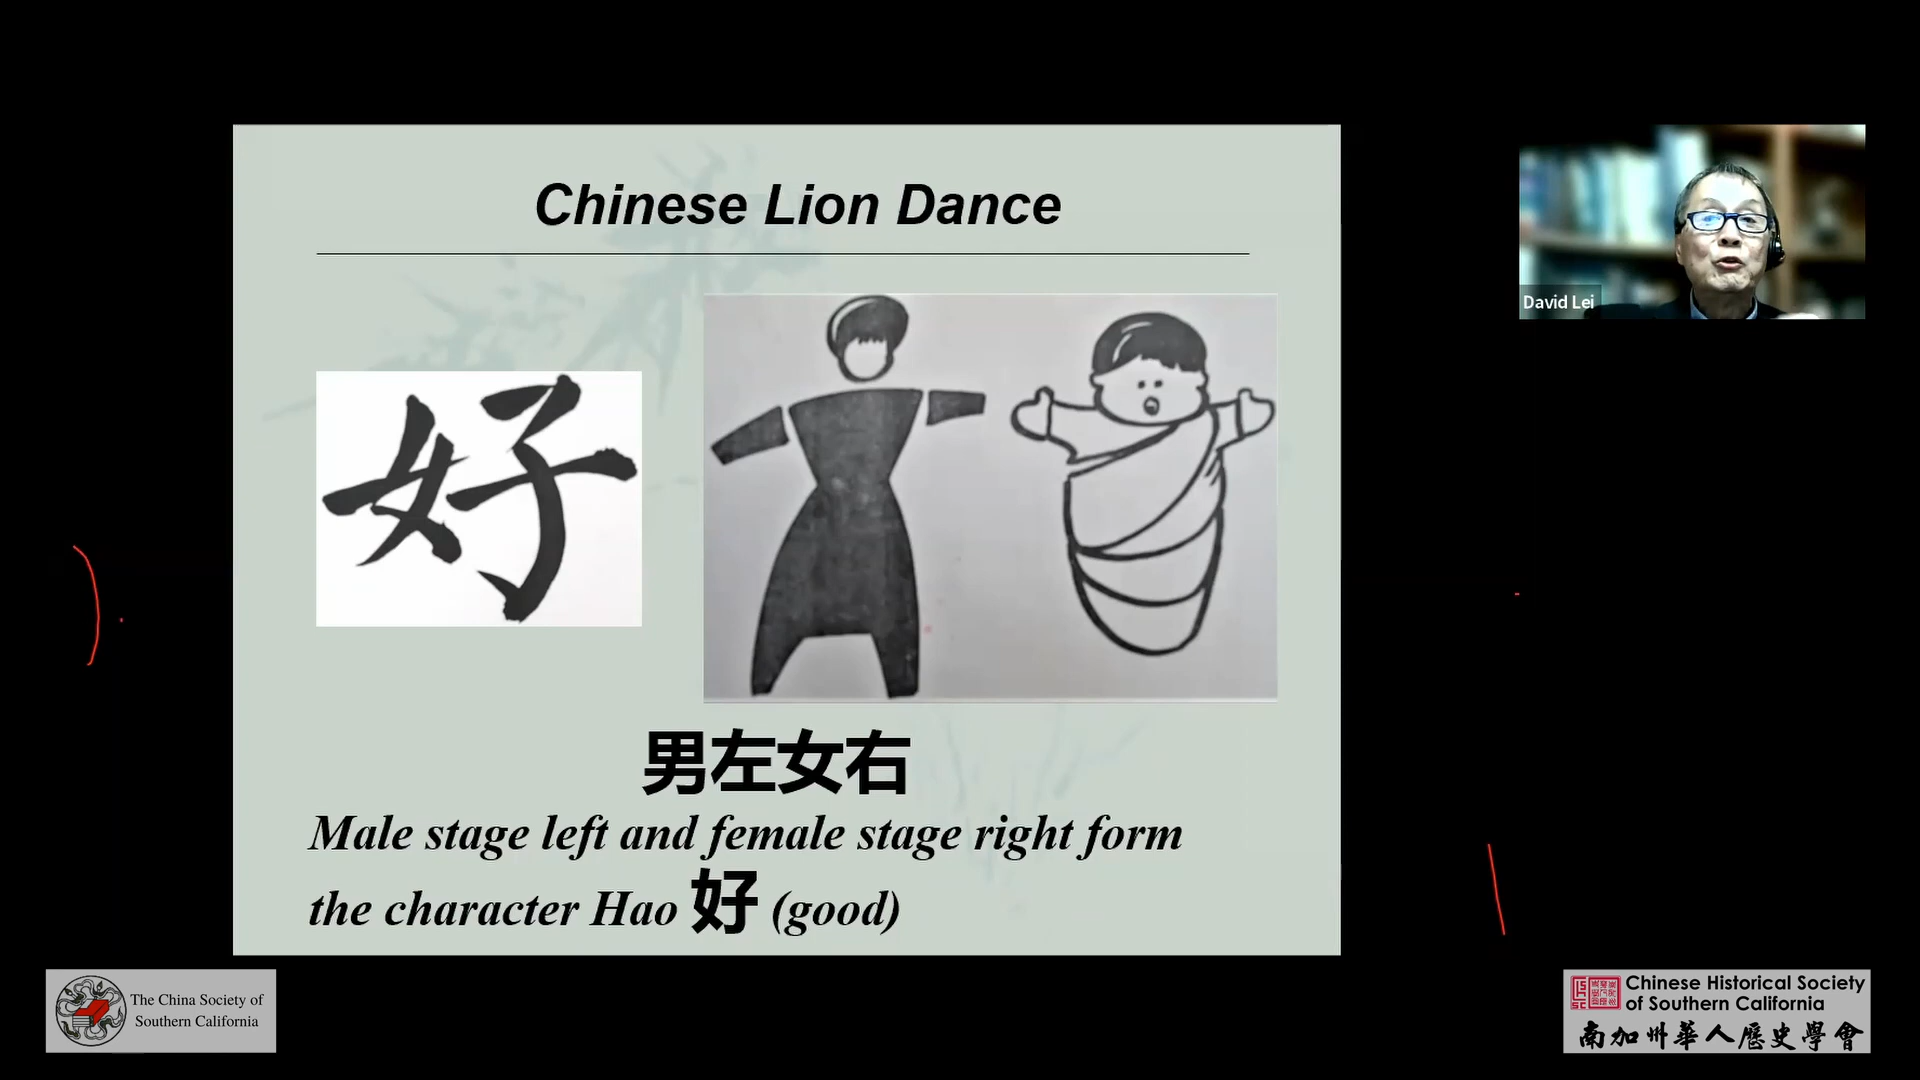 Chinese Lion Dance
好
男左女右
Male stage left and female stage right form
the character Hao 好 (good)
David Lei
The China Society of
Southern California
Chinese Historical Society
of Southern California
南加州華人歷史學會